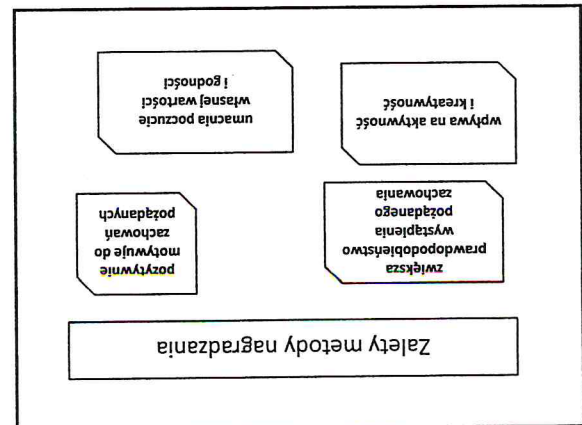 Zalety metody nagradzania
zwiększa
prawdopodobieństwo
wystąpienia
pożądanego
zachowania
pozytywnie
motywuje do
zachowań
pożądanych
wpływa na aktywność
i kreatywność
umacnia poczucie
własnej wartości
i godności